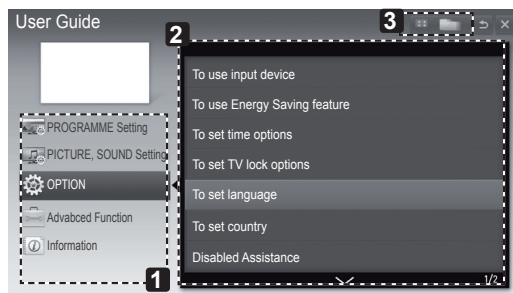 User Guide
2
3
To use input device
To use Energy Saving feature
To set time options
To set TV lock options
To set language
To set country
Disabled Assistance
1/2
PROGRAMME Setting
PICTURE, SOUND Setting
OPTION
Advabced Function
Information
1